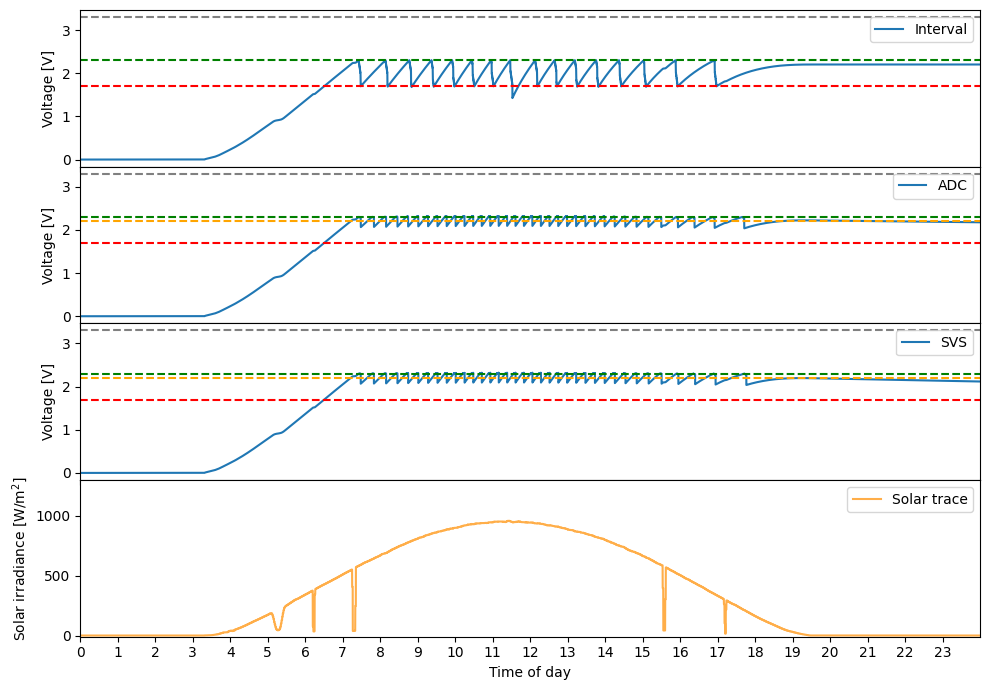 3
2
1
0
Voltage [V]
Interval
3
2
1
0
Voltage [V]
ADC
3
2
1
0
Voltage [V]
SVS
1000
500
0
Solar irradiance [W/m²]
Solar trace
0 1 2 3 4 5 6 7 8 9 10 11 12 13 14 15 16 17 18 19 20 21 22 23
Time of day